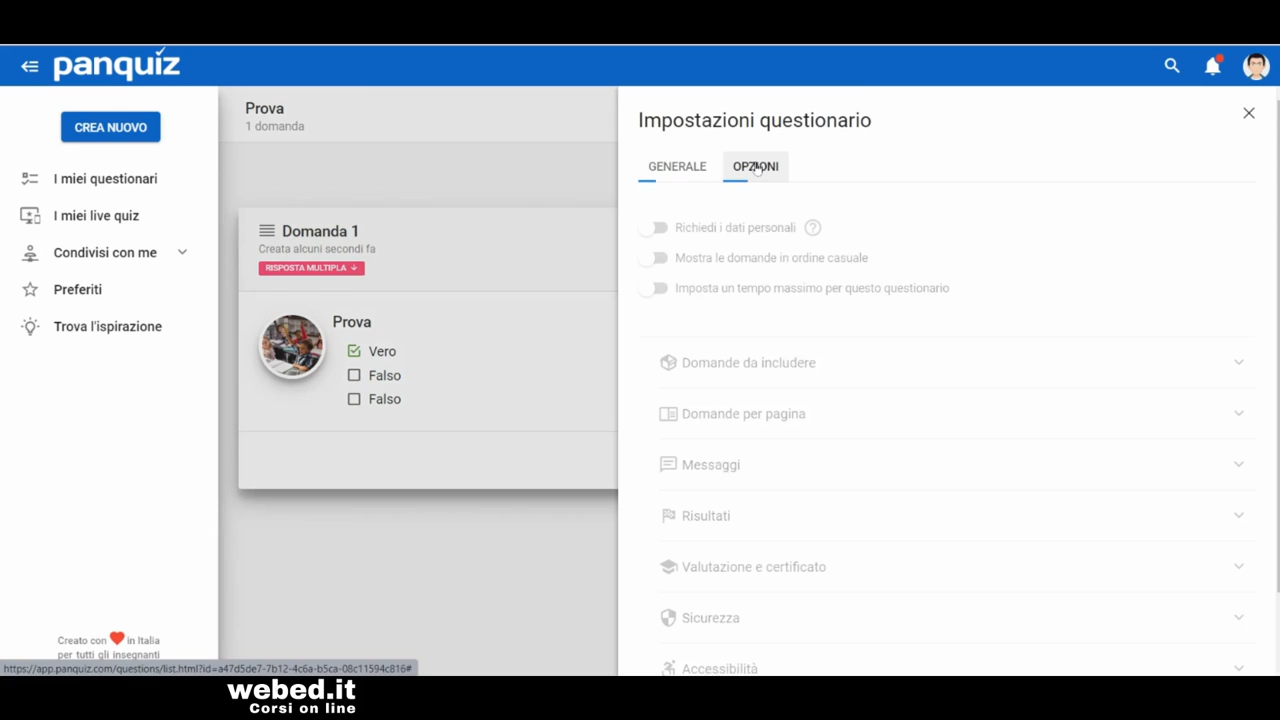 panquiz
CREA NUOVO
I miei questionari
I miei live quiz
Condivisi con me
Preferiti
Trova l'ispirazione
Creato con in Italia
per tutti gli insegnanti
Prova
1 domanda
Domanda 1
Creata alcuni secondi fa
RISPOSTA MULTIPLA
Prova
Vero
Falso
Falso
Impostazioni questionario
GENERALE
OPZIONI
Richiedi i dati personali ?
Mostra le domande in ordine casuale
Imposta un tempo massimo per questo questionario
Domande da includere
Domande per pagina
Messaggi
Risultati
Valutazione e certificato
Sicurezza
Accessibilità
https://app.panquiz.com/questions/list.html?id=a47d5de7-7b12-4c6a-b5ca-08c11594c816#
webed.it
Corsi on line